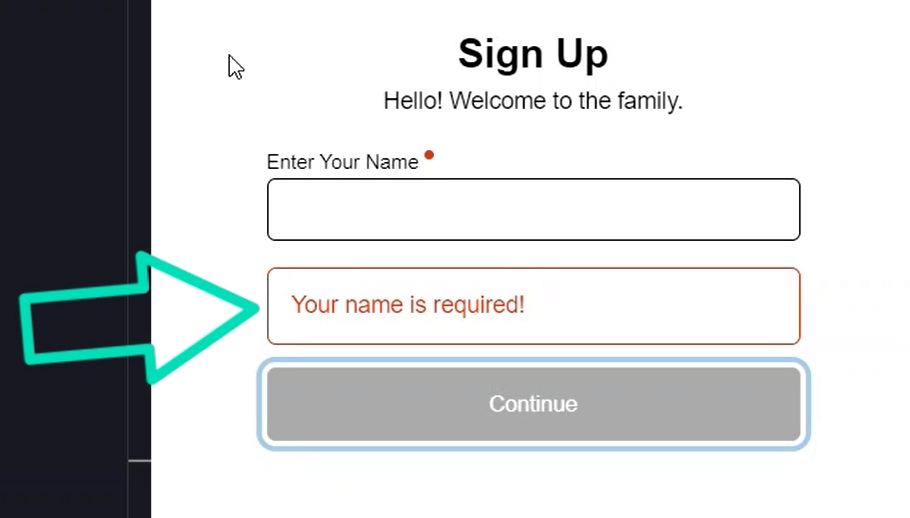 Sign Up
Hello! Welcome to the family.
Enter Your Name
Your name is required!
Continue